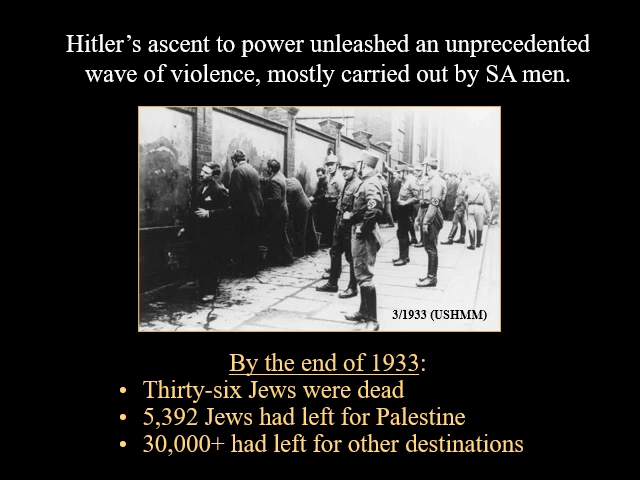 Hitler’s ascent to power unleashed an unprecedented
wave of violence, mostly carried out by SA men.
3/1933 (USHMM)
By the end of 1933:
• Thirty-six Jews were dead
• 5,392 Jews had left for Palestine
• 30,000+ had left for other destinations